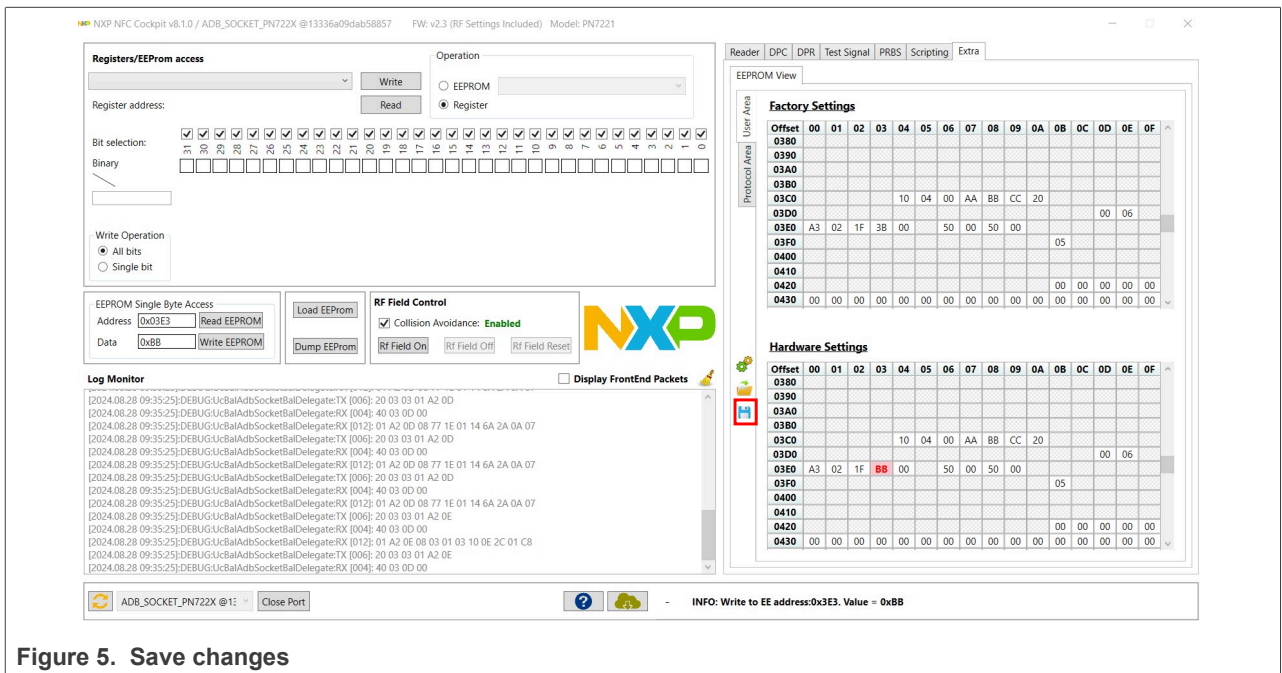 NXP NFC Cockpit v8.1.0 / ADB_SOCKET_PN722X @13336a09dab58857 FW: v2.3 (RF Settings Included) Model: PN7221
Registers/EEProm access
Write
Register address:
Read
Operation
EEPROM
Register
Bit selection:
31 30 29 28 27 26 25 24 23 22 21 20 19 18 17 16 15 14 13 12 11 10 9 8 7 6 5 4 3 2 1 0
Binary
Write Operation
All bits
Single bit
EEPROM Single Byte Access
Address 0x03E3 Read EEPROM
Data 0xBB Write EEPROM
Load EEProm
Dump EEProm
RF Field Control
Collision Avoidance: Enabled
Rf Field On Rf Field Off Rf Field Reset
NXP
Log Monitor
Display FrontEnd Packets
[2024.08.28 09:35:25]:DEBUG:UcBalAdbSocketBalDelegate:TX [006]: 20 03 03 01 A2 0D
[2024.08.28 09:35:25]:DEBUG:UcBalAdbSocketBalDelegate:RX [004]: 40 03 0D 00
[2024.08.28 09:35:25]:DEBUG:UcBalAdbSocketBalDelegate:RX [012]: 01 A2 0D 08 77 1E 01 14 6A 2A 0A 07
[2024.08.28 09:35:25]:DEBUG:UcBalAdbSocketBalDelegate:TX [006]: 20 03 03 01 A2 0D
[2024.08.28 09:35:25]:DEBUG:UcBalAdbSocketBalDelegate:RX [004]: 40 03 0D 00
[2024.08.28 09:35:25]:DEBUG:UcBalAdbSocketBalDelegate:RX [012]: 01 A2 0D 08 77 1E 01 14 6A 2A 0A 07
[2024.08.28 09:35:25]:DEBUG:UcBalAdbSocketBalDelegate:TX [006]: 20 03 03 01 A2 0D
[2024.08.28 09:35:25]:DEBUG:UcBalAdbSocketBalDelegate:RX [004]: 40 03 0D 00
[2024.08.28 09:35:25]:DEBUG:UcBalAdbSocketBalDelegate:RX [012]: 01 A2 0D 08 77 1E 01 14 6A 2A 0A 07
[2024.08.28 09:35:25]:DEBUG:UcBalAdbSocketBalDelegate:TX [006]: 20 03 03 01 A2 0E
[2024.08.28 09:35:25]:DEBUG:UcBalAdbSocketBalDelegate:RX [004]: 40 03 0D 00
[2024.08.28 09:35:25]:DEBUG:UcBalAdbSocketBalDelegate:RX [012]: 01 A2 0E 08 03 01 03 10 0E 2C 01 C8
[2024.08.28 09:35:25]:DEBUG:UcBalAdbSocketBalDelegate:TX [006]: 20 03 03 01 A2 0E
[2024.08.28 09:35:25]:DEBUG:UcBalAdbSocketBalDelegate:RX [004]: 40 03 0D 00
Reader DPC DPR Test Signal PRBS Scripting Extra
EEPROM View
User Area
Protocol Area
Factory Settings
Offset 00 01 02 03 04 05 06 07 08 09 0A 0B 0C 0D 0E 0F
0380
0390
03A0
03B0
03C0 10 04 00 AA BB CC 20
03D0 00 06
03E0 A3 02 1F 3B 00 50 00 50 00
03F0 05
0400
0410
0420 00 00 00 00 00
0430 00 00 00 00 00 00 00 00 00 00 00 00 00 00 00 00
Hardware Settings
Offset 00 01 02 03 04 05 06 07 08 09 0A 0B 0C 0D 0E 0F
0380
0390
03A0
03B0
03C0 10 04 00 AA BB CC 20
03D0 00 06
03E0 A3 02 1F BB 00 50 00 50 00
03F0 05
0400
0410
0420 00 00 00 00 00
0430 00 00 00 00 00 00 00 00 00 00 00 00 00 00 00 00
ADB_SOCKET_PN722X @13 Close Port
- INFO: Write to EE address:0x3E3. Value = 0xBB
Figure 5. Save changes